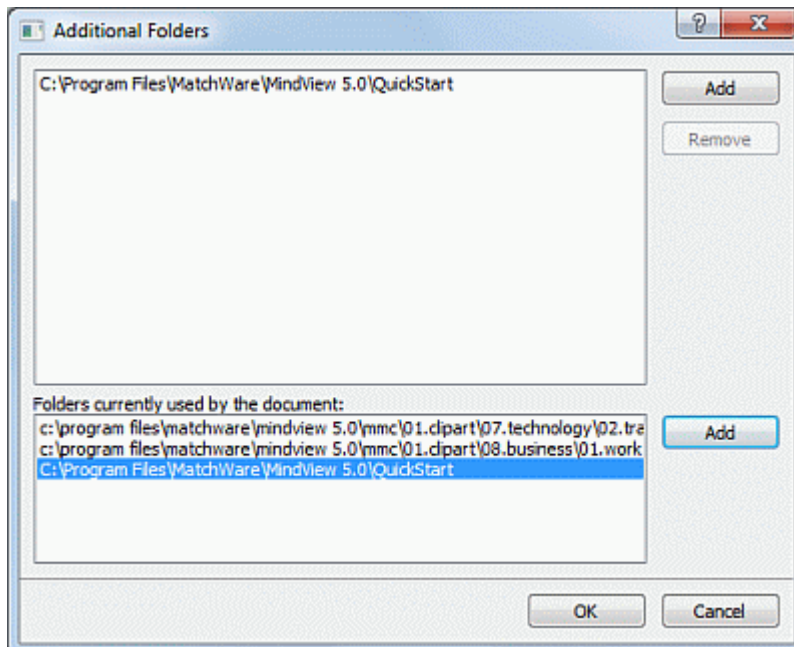 Additional Folders
C:\Program Files\MatchWare\MindView 5.0\QuickStart
Add
Remove
Folders currently used by the document:
c:\program files\matchware\mindview 5.0\mmc\01.clipart\07.technology\02.tra
c:\program files\matchware\mindview 5.0\mmc\01.clipart\08.business\01.work
C:\Program Files\MatchWare\MindView 5.0\QuickStart
Add
OK
Cancel